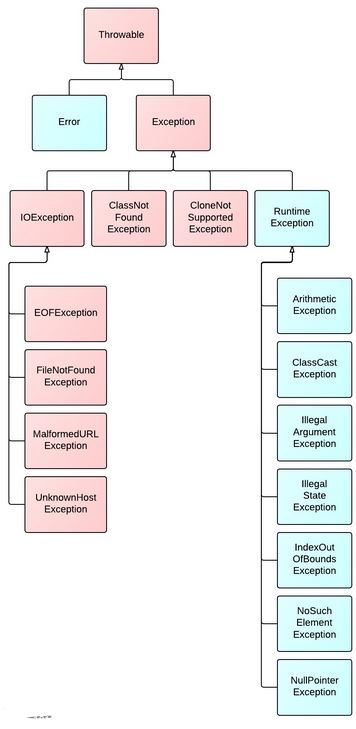 Throwable
Error
Exception
IOException
ClassNot
Found
Exception
CloneNot
Supported
Exception
Runtime
Exception
EOFException
FileNotFound
Exception
MalformedURL
Exception
UnknownHost
Exception
Arithmetic
Exception
ClassCast
Exception
Illegal
Argument
Exception
Illegal
State
Exception
IndexOut
OfBounds
Exception
NoSuch
Element
Exception
NullPointer
Exception